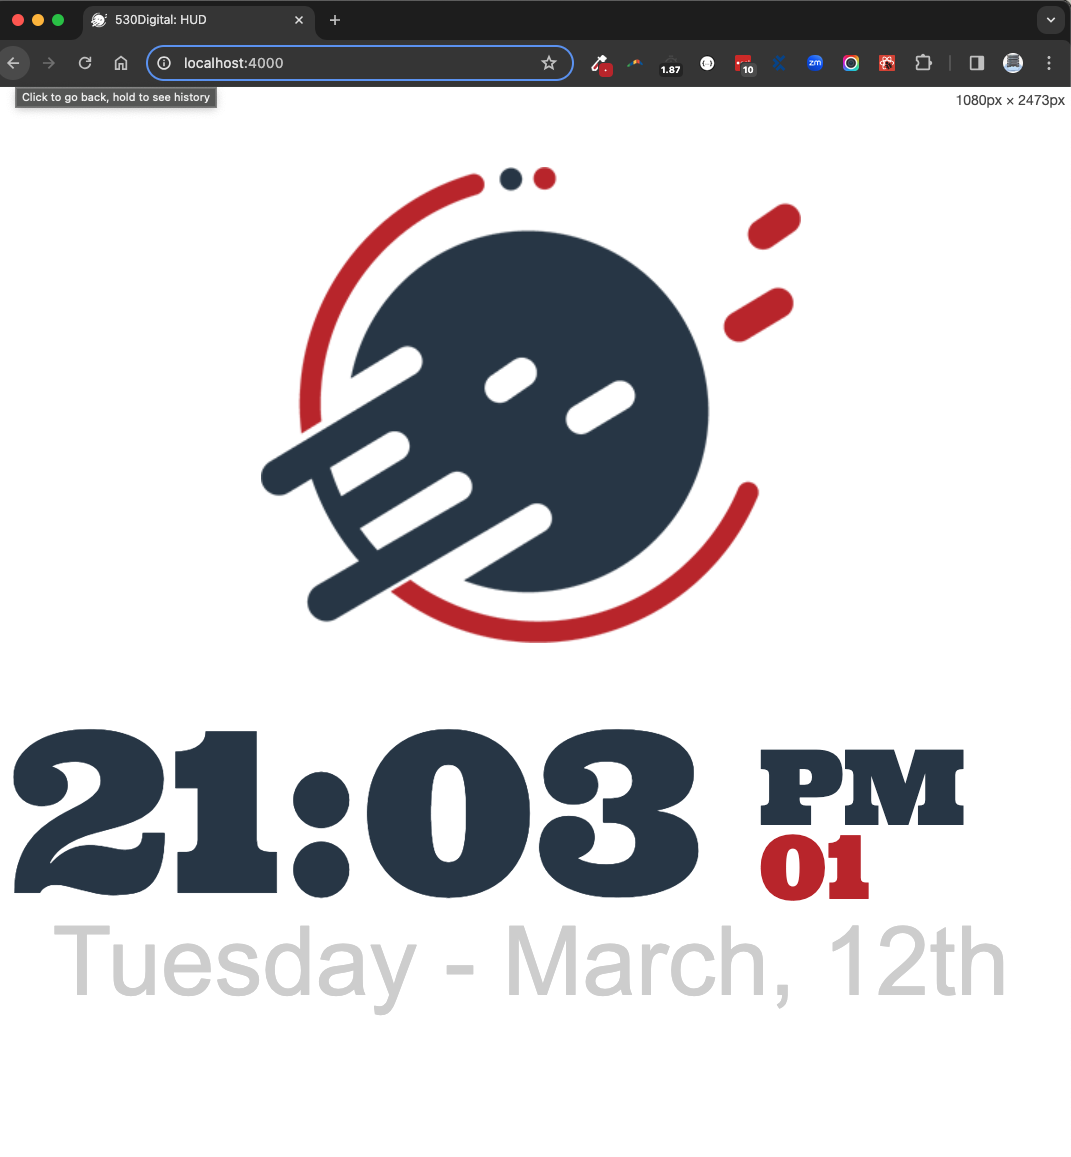 530Digital: HUD
localhost:4000
1.87
10
zm
Click to go back, hold to see history
1080px × 2473px
21:03 PM
01
Tuesday - March, 12th